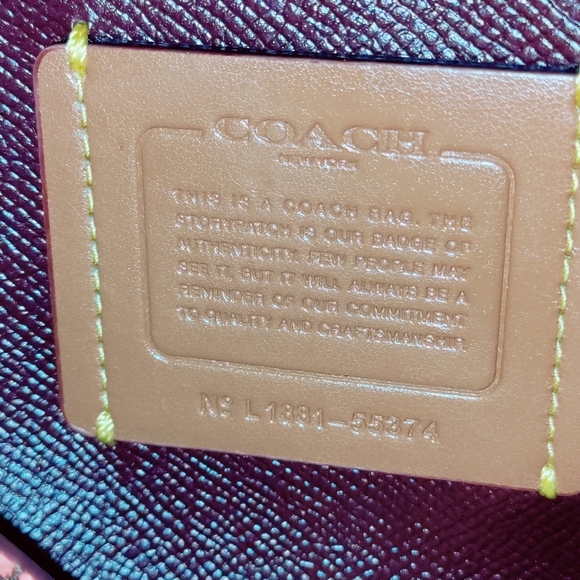 COACH
NEW YORK
THIS IS A COACH BAG. THE
STORYPATCH IS OUR BADGE OF
AUTHENTICITY. FEW PEOPLE MAY
SEE IT, BUT IT WILL ALWAYS BE A
REMINDER OF OUR COMMITMENT
TO QUALITY AND CRAFTSMANSHIP.
Nº L1881-55374